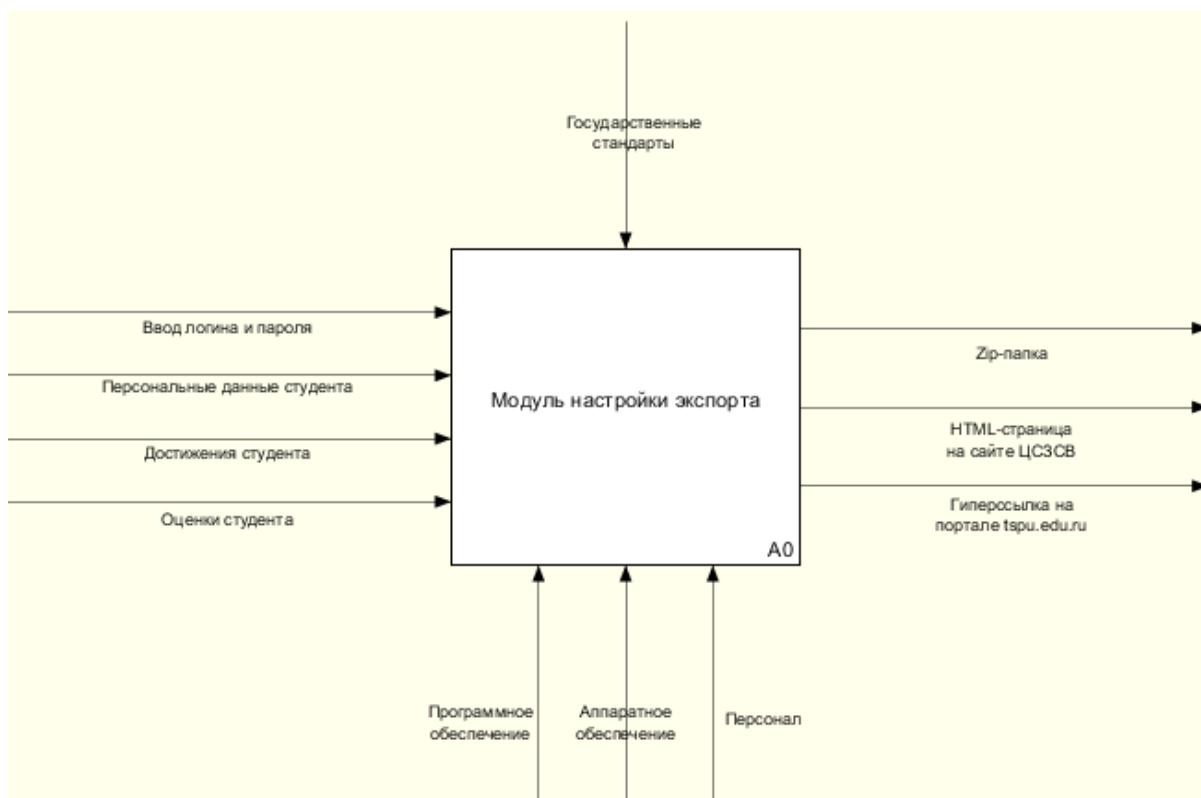 Государственные
стандарты
Ввод логина и пароля
Персональные данные студента
Достижения студента
Оценки студента
Модуль настройки экспорта
A0
Zip-папка
HTML-страница
на сайте ЦСЗСВ
Гиперссылка на
портале tspu.edu.ru
Программное
обеспечение
Аппаратное
обеспечение
Персонал